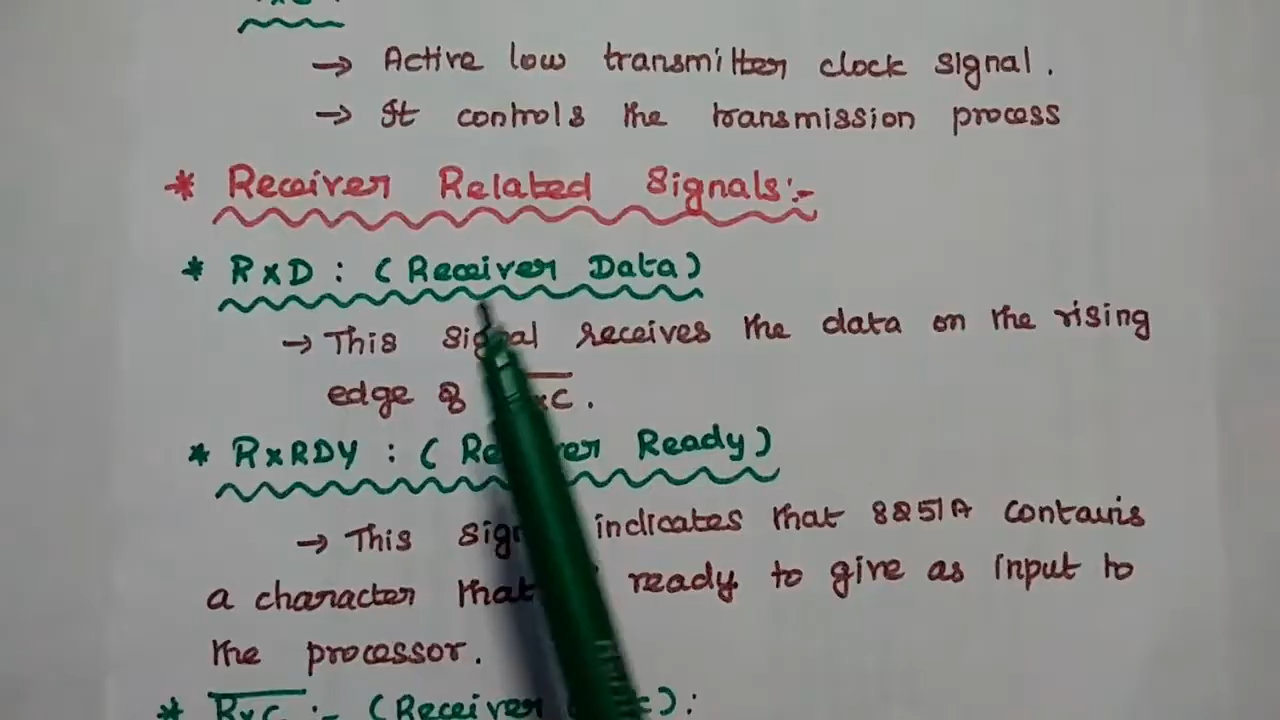 → Active low transmitter clock signal.
→ It controls the transmission process
* Receiver Related Signals:-
* RxD : (Receiver Data)
→ This signal receives the data on the rising
edge of
* RxRDY : (Receiver Ready)
→ This indicates that 8251A contains
a character that ready to give as input to
the processor.
* R̅x̅C̅ :- (Receiver ):